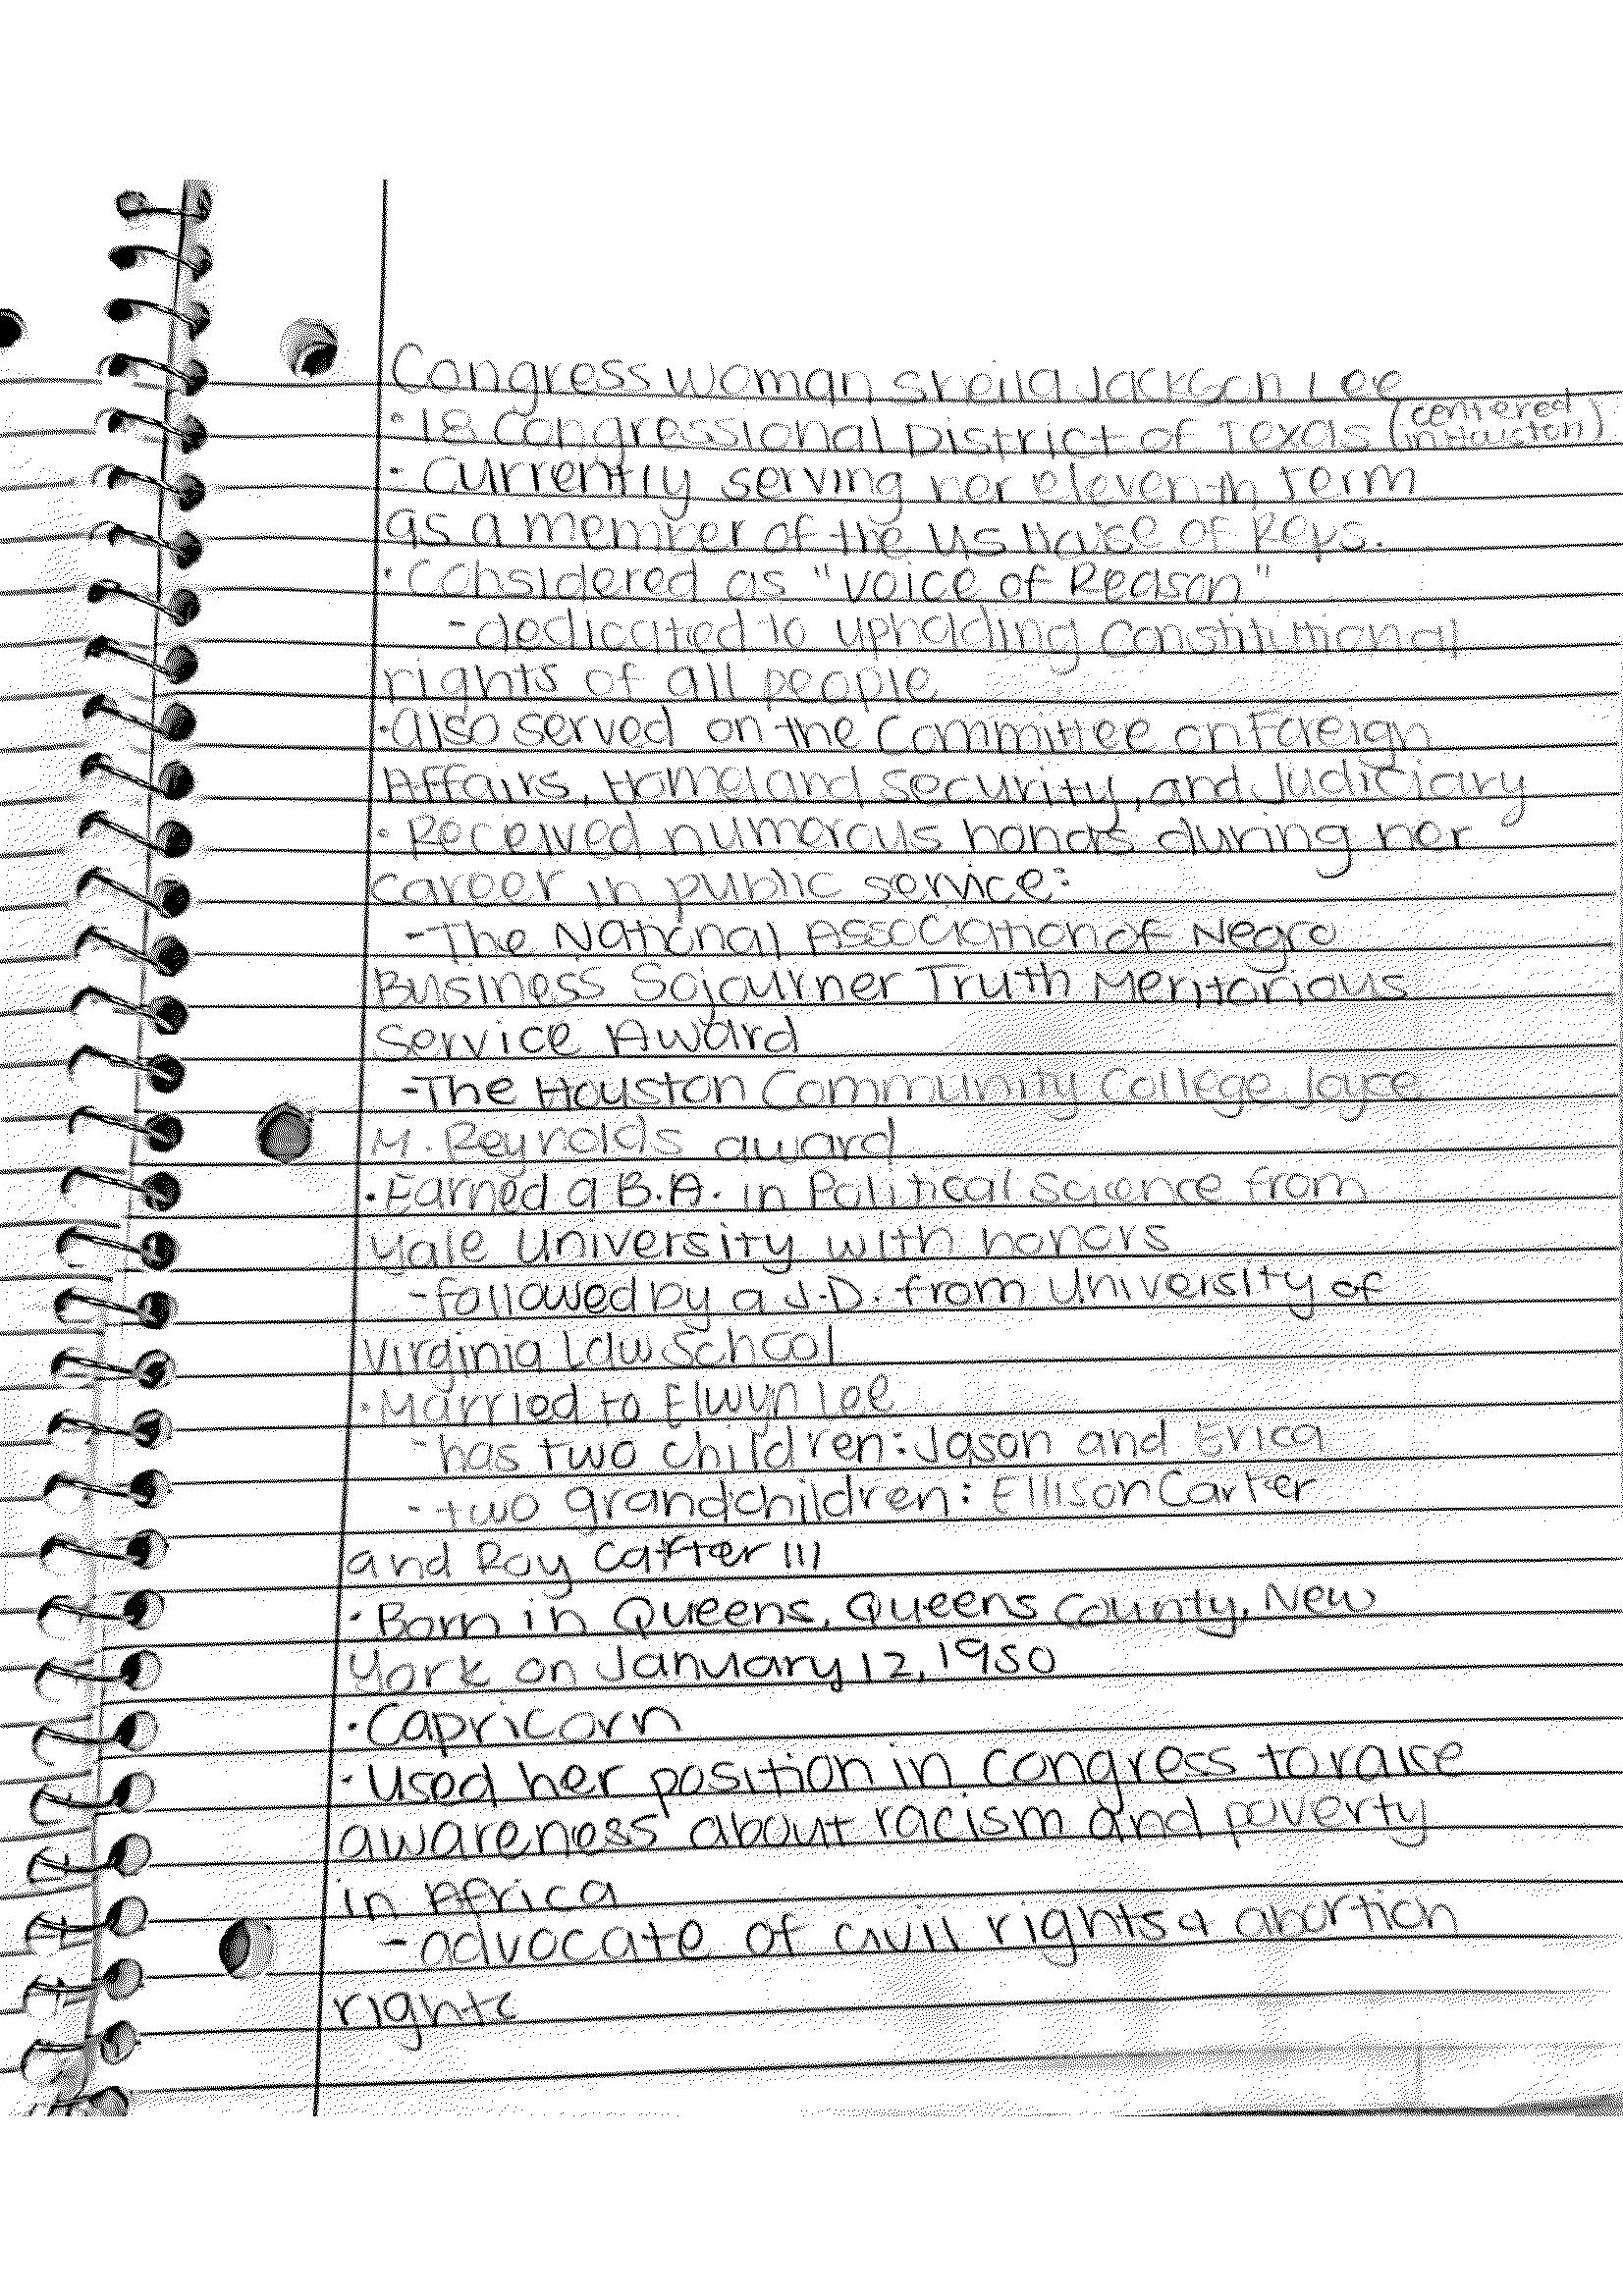 Congress woman Sheila Jackson Lee
·18 Congressional District of Texas (centered in Houston)
·Currently serving her eleventh term
as a member of the US House of Reps.
·Considered as "Voice of Reason"
-dedicated to upholding Constitutional
rights of all people
·Also served on the Committee on Foreign
Affairs, Homeland Security, and Judiciary
·Received numerous honors during her
career in public service:
-The National Association of Negro
Business Sojourner Truth Meritorious
Service Award
-The Houston Community College Joyce
M. Reynolds award
·Earned a B.A. in Political Science from
Yale University with honors
-followed by a J.D. from University of
Virginia Law School
·Married to Elwyn Lee
-has two children: Jason and Erica
-two grandchildren: Ellison Carter
and Roy Carter III
·Born in Queens, Queens County, New
York on January 12, 1950
·Capricorn
·Used her position in Congress to raise
awareness about racism and poverty
in Africa
-advocate of civil rights & abortion
rights